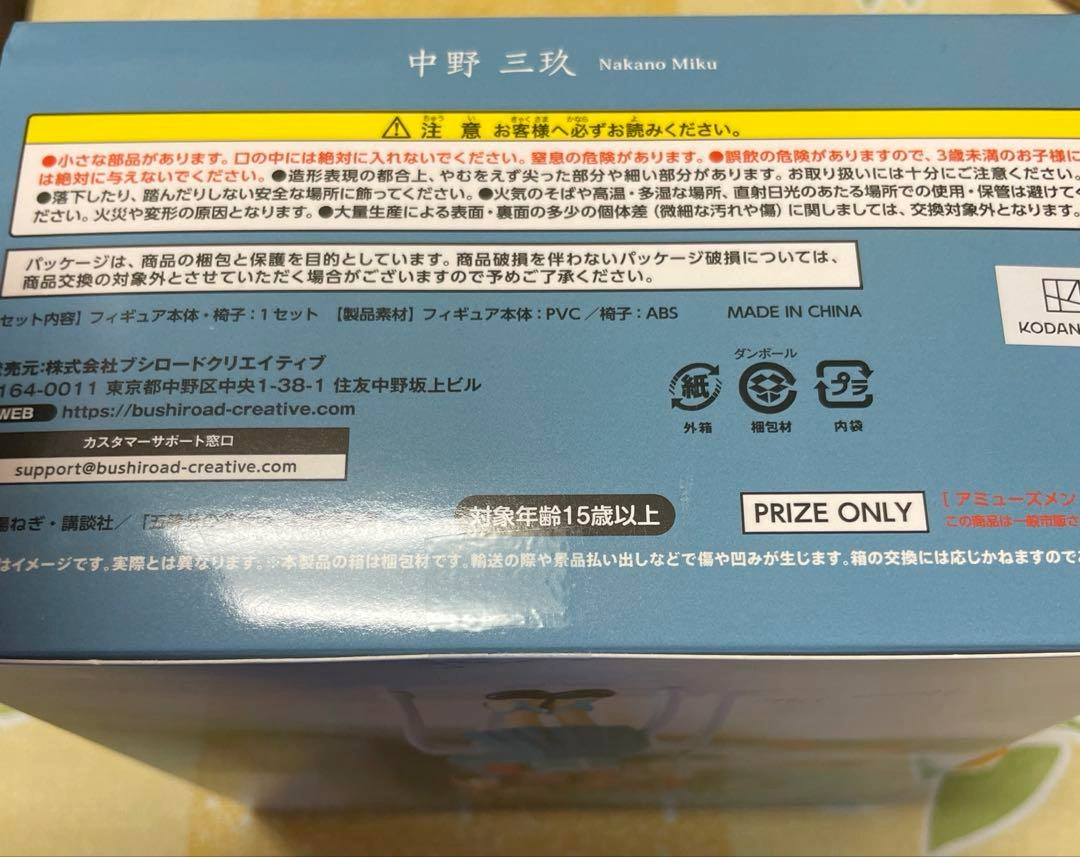 中野 三玖 Nakano Miku
⚠注意 お客様へ必ずお読みください。
●小さな部品があります。口の中には絶対に入れないでください。窒息の危険があります。●誤飲の危険がありますので、3歳未満のお子様に
は絶対に与えないでください。●造形表現の都合上、やむをえず尖った部分や細い部分があります。お取り扱いには十分にご注意ください。
●落下したり、踏んだりしない安全な場所に飾ってください。●火気のそばや高温・多湿な場所、直射日光のあたる場所での使用・保管は避けてく
ださい。火災や変形の原因となります。●大量生産による表面・裏面の多少の個体差(微細な汚れや傷)に関しましては、交換対象外となります。
パッケージは、商品の梱包と保護を目的としています。商品破損を伴わないパッケージ破損については、
商品交換の対象外とさせていただく場合がございますので予めご了承ください。
セット内容】フィギュア本体・椅子:1セット 【製品素材】フィギュア本体:PVC/椅子:ABS MADE IN CHINA
KODAN
売元:株式会社ブシロードクリエイティブ
164-0011 東京都中野区中央1-38-1 住友中野坂上ビル
WEB https://bushiroad-creative.com
カスタマーサポート窓口
support@bushiroad-creative.com
ダンボール
紙 プラ
外箱 梱包材 内袋
場ねぎ・講談社/
対象年齢15歳以上
PRIZE ONLY
[アミューズメン
この商品は一般市販さ
はイメージです。実際とは異なります。※本製品の箱は梱包材です。輸送の際や景品払い出しなどで傷や凹みが生じます。箱の交換には応じかねますので